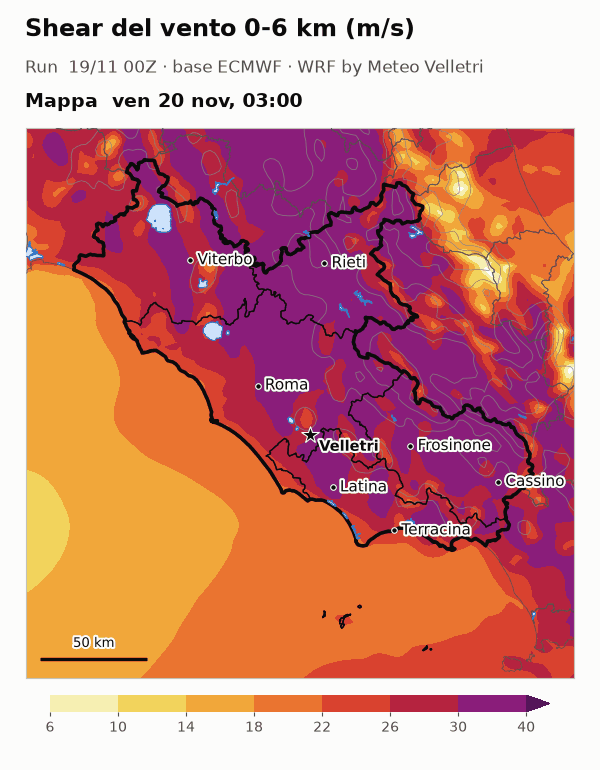 Shear del vento 0-6 km (m/s)
Run  19/11 00Z · base ECMWF · WRF by Meteo Velletri
Mappa  ven 20 nov, 03:00
Viterbo
Rieti
Roma
Velletri
Frosinone
Cassino
Latina
Terracina
50 km
6 10 14 18 22 26 30 40